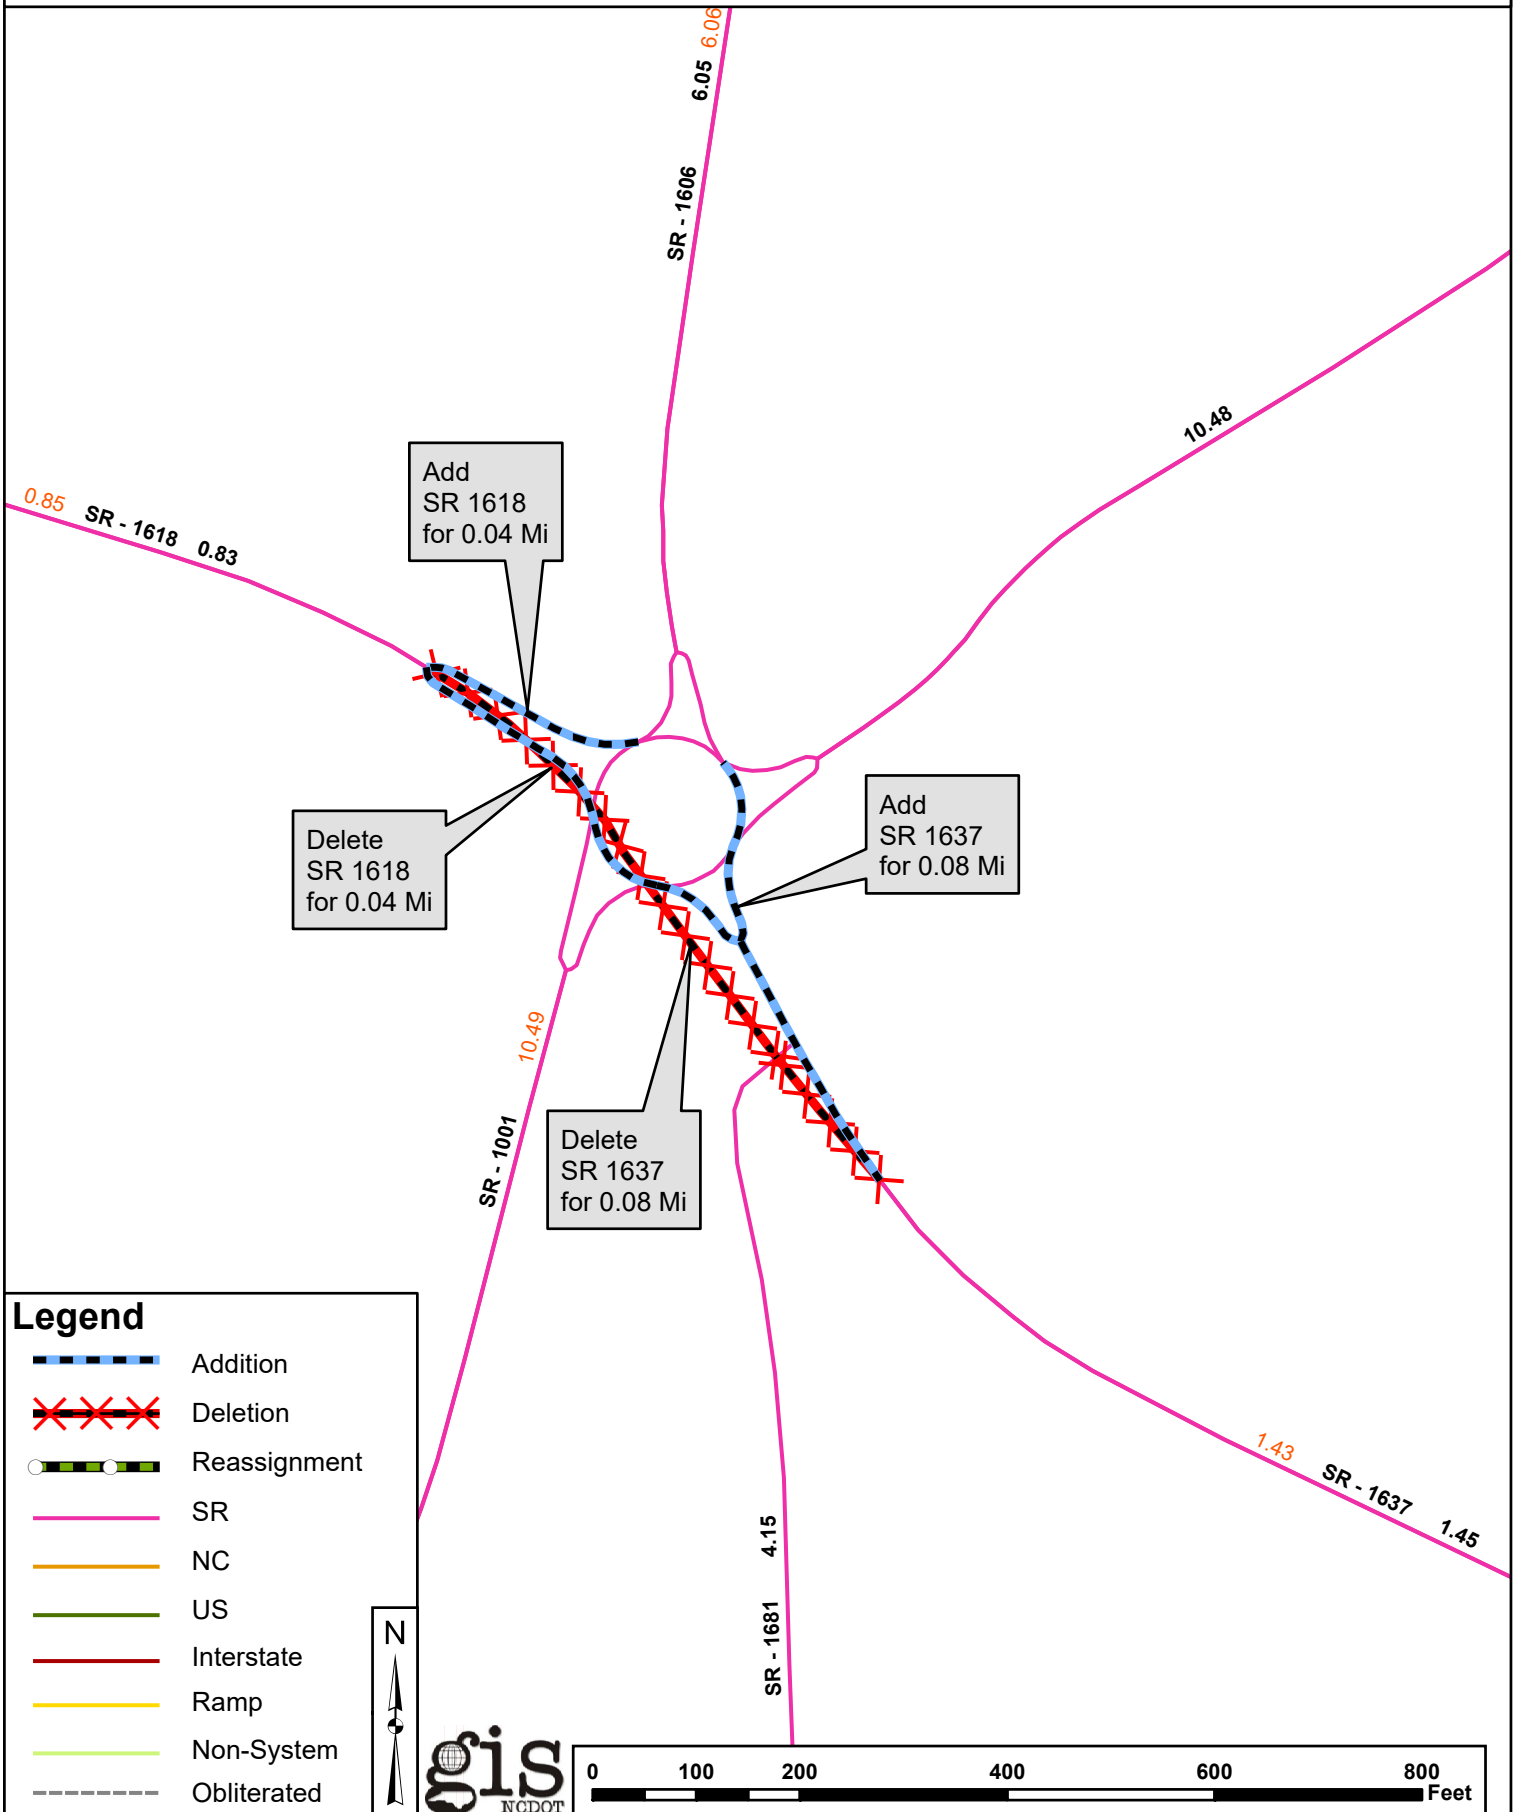 6.06
6.05
SR - 1606
10.48
Add
SR 1618
for 0.04 Mi
0.85 SR - 1618 0.83
Add
SR 1637
for 0.08 Mi
Delete
SR 1618
for 0.04 Mi
10.49
SR - 1001
Delete
SR 1637
for 0.08 Mi
1.43 SR - 1637 1.45
4.15
SR - 1681
Legend
Addition
Deletion
Reassignment
SR
NC
US
Interstate
Ramp
Non-System
Obliterated
N
gis
NCDOT
0 100 200 400 600 800
Feet